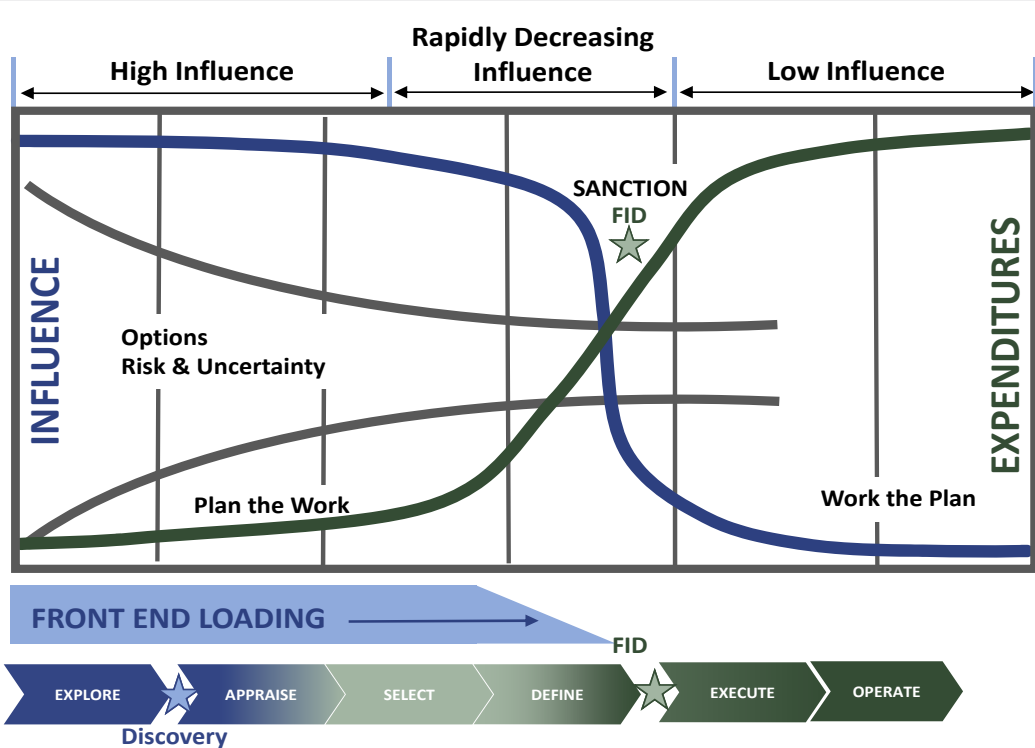 Rapidly Decreasing
High Influence
Influence
Low Influence
SANCTION
FID
INFLUENCE
Options
Risk & Uncertainty
EXPENDITURES
Plan the Work
Work the Plan
FRONT END LOADING
FID
EXPLORE
APPRAISE
SELECT
DEFINE
EXECUTE
OPERATE
Discovery